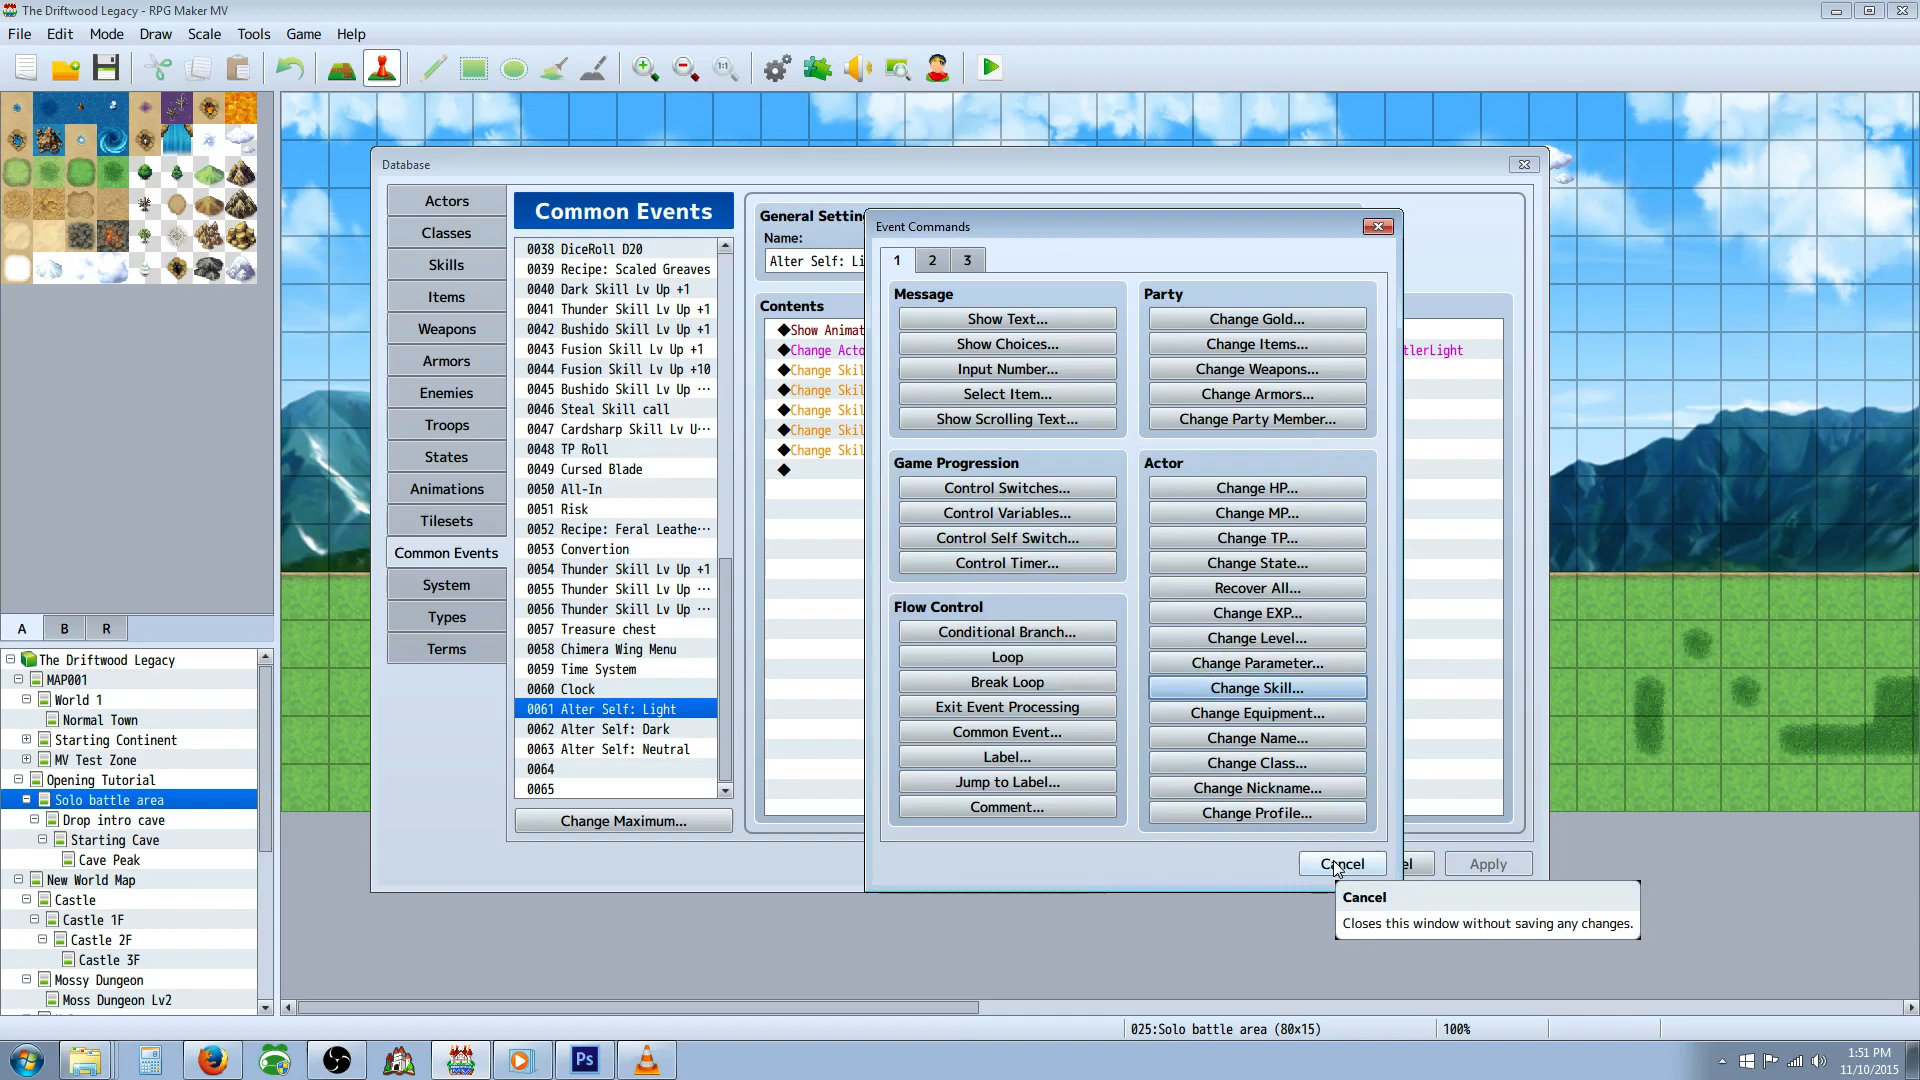 The Driftwood Legacy - RPG Maker MV
File Edit Mode Draw Scale Tools Game Help
1:1
Database
Actors
Classes
Skills
Items
Weapons
Armors
Enemies
Troops
States
Animations
Tilesets
Common Events
System
Types
Terms
Common Events
0038 DiceRoll D20
0039 Recipe: Scaled Greaves
0040 Dark Skill Lv Up +1
0041 Thunder Skill Lv Up +1
0042 Bushido Skill Lv Up +1
0043 Fusion Skill Lv Up +1
0044 Fusion Skill Lv Up +10
0045 Bushido Skill Lv Up ···
0046 Steal Skill call
0047 Cardsharp Skill Lv U···
0048 TP Roll
0049 Cursed Blade
0050 All-In
0051 Risk
0052 Recipe: Feral Leathe···
0053 Convertion
0054 Thunder Skill Lv Up +1
0055 Thunder Skill Lv Up ···
0056 Thunder Skill Lv Up ···
0057 Treasure chest
0058 Chimera Wing Menu
0059 Time System
0060 Clock
0061 Alter Self: Light
0062 Alter Self: Dark
0063 Alter Self: Neutral
0064
0065
Change Maximum...
General Settin
Name:
Alter Self: Li
Contents
◆Show Animat
◆Change Acto tlerLight
◆Change Skil
◆Change Skil
◆Change Skil
◆Change Skil
◆Change Skil
◆
Event Commands
1 2 3
Message
Show Text...
Show Choices...
Input Number...
Select Item...
Show Scrolling Text...
Game Progression
Control Switches...
Control Variables...
Control Self Switch...
Control Timer...
Flow Control
Conditional Branch...
Loop
Break Loop
Exit Event Processing
Common Event...
Label...
Jump to Label...
Comment...
Party
Change Gold...
Change Items...
Change Weapons...
Change Armors...
Change Party Member...
Actor
Change HP...
Change MP...
Change TP...
Change State...
Recover All...
Change EXP...
Change Level...
Change Parameter...
Change Skill...
Change Equipment...
Change Name...
Change Class...
Change Nickname...
Change Profile...
Cancel
el
Apply
Cancel
Closes this window without saving any changes.
A B R
The Driftwood Legacy
MAP001
World 1
Normal Town
Starting Continent
MV Test Zone
Opening Tutorial
Solo battle area
Drop intro cave
Starting Cave
Cave Peak
New World Map
Castle
Castle 1F
Castle 2F
Castle 3F
Mossy Dungeon
Moss Dungeon Lv2
025:Solo battle area (80x15)
100%
Ps
1:51 PM
11/10/2015